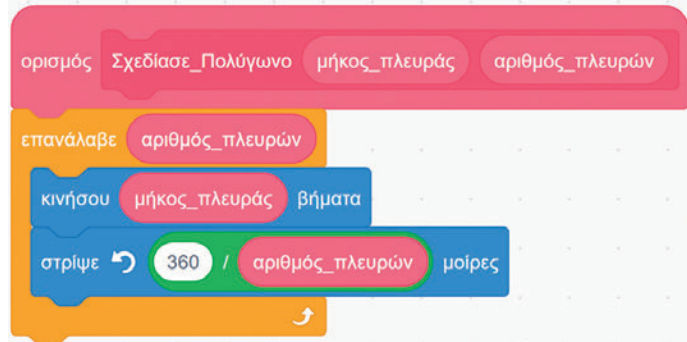 ορισμός Σχεδίασε_Πολύγωνο μήκος_πλευράς αριθμός_πλευρών
επανάλαβε αριθμός_πλευρών
κινήσου μήκος_πλευράς βήματα
στρίψε 360 / αριθμός_πλευρών μοίρες